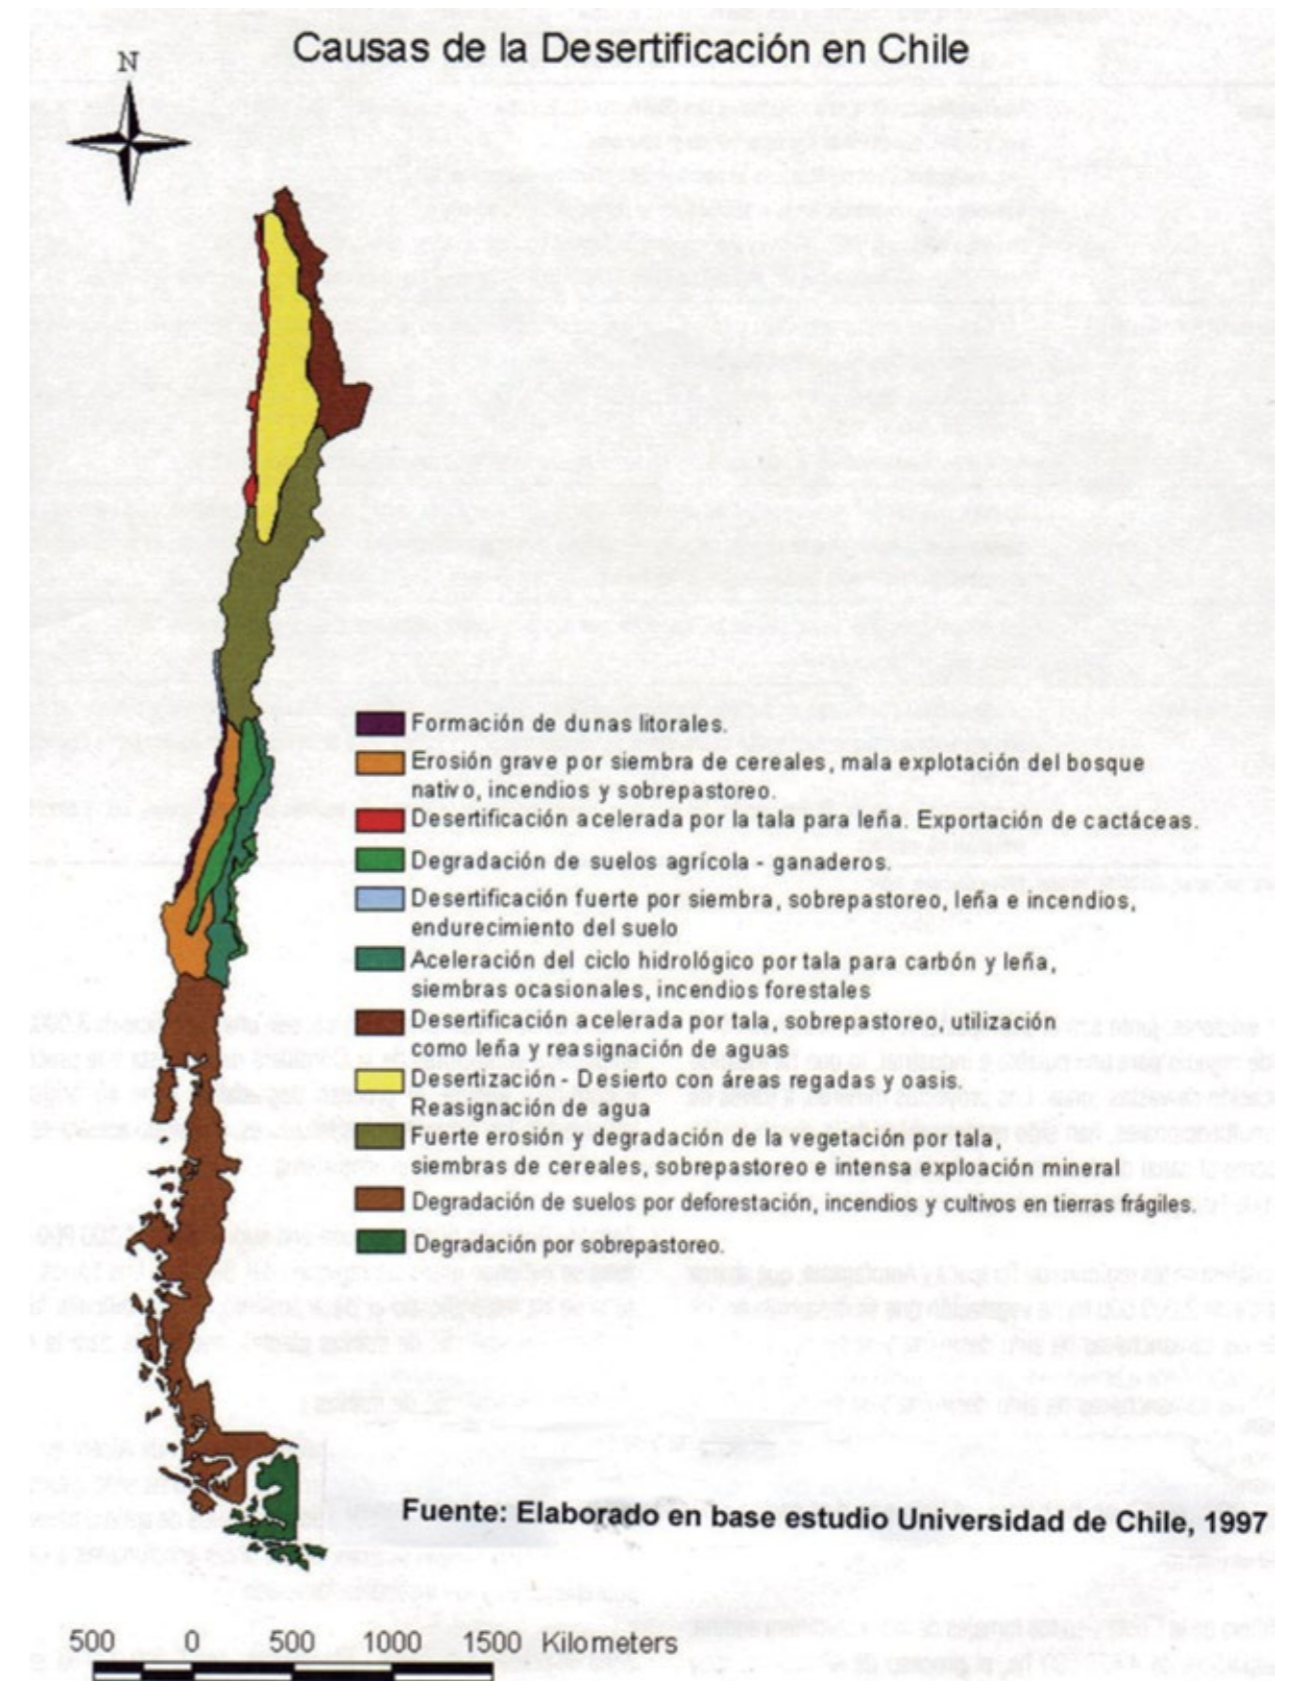 Causas de la Desertificación en Chile
N
Formación de dunas litorales.
Erosión grave por siembra de cereales, mala explotación del bosque
nativo, incendios y sobrepastoreo.
Desertificación acelerada por la tala para leña. Exportación de cactáceas.
Degradación de suelos agrícola - ganaderos.
Desertificación fuerte por siembra, sobrepastoreo, leña e incendios,
endurecimiento del suelo
Aceleración del ciclo hidrológico por tala para carbón y leña,
siembras ocasionales, incendios forestales
Desertificación acelerada por tala, sobrepastoreo, utilización
como leña y reasignación de aguas
Desertización - Desierto con áreas regadas y oasis.
Reasignación de agua
Fuerte erosión y degradación de la vegetación por tala,
siembras de cereales, sobrepastoreo e intensa exploación mineral
Degradación de suelos por deforestación, incendios y cultivos en tierras frágiles.
Degradación por sobrepastoreo.
Fuente: Elaborado en base estudio Universidad de Chile, 1997
500 0 500 1000 1500 Kilometers